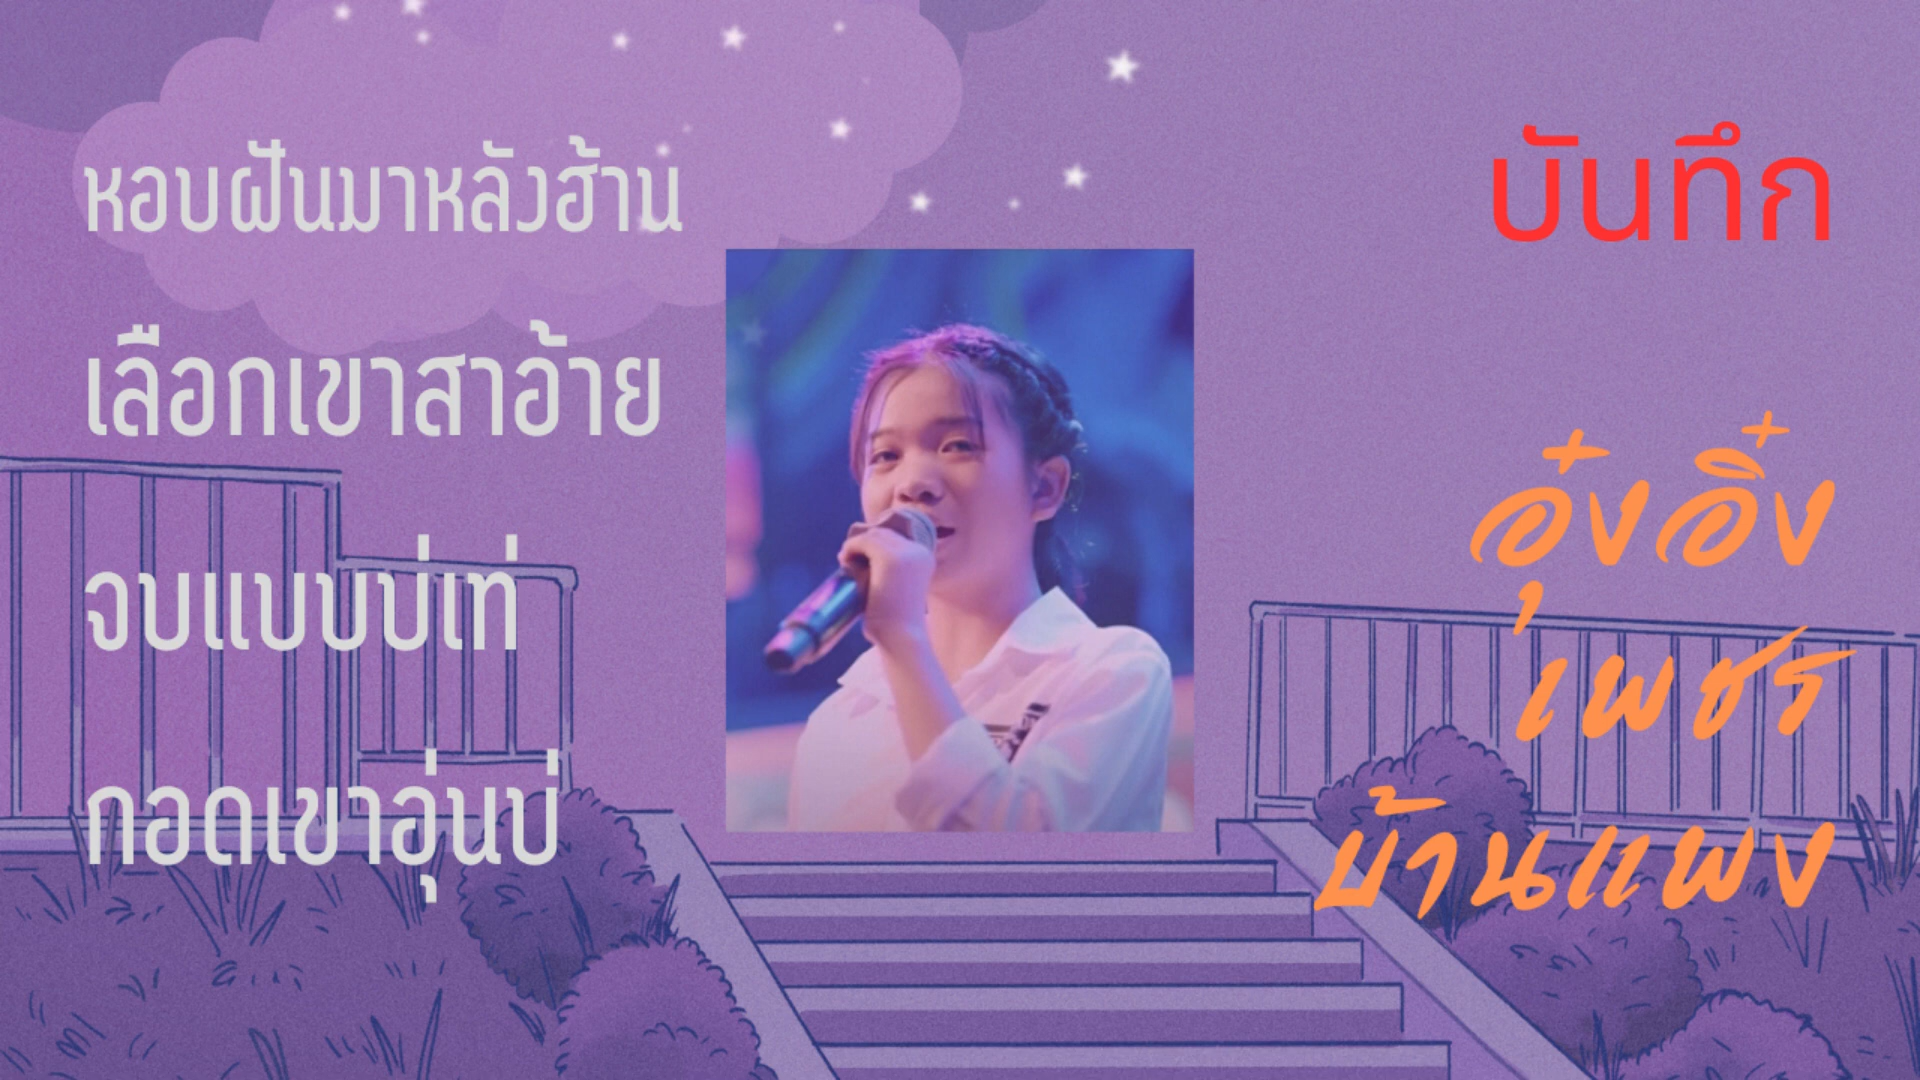 หอบฝันมาหลังฮ้าน
เลือกเขาสาอ้าย
จบแบบบ่เท่
กอดเขาอุ่นบ่
บันทึก
อุ๋งอิ๋ง
เพชร
บ้านแพง